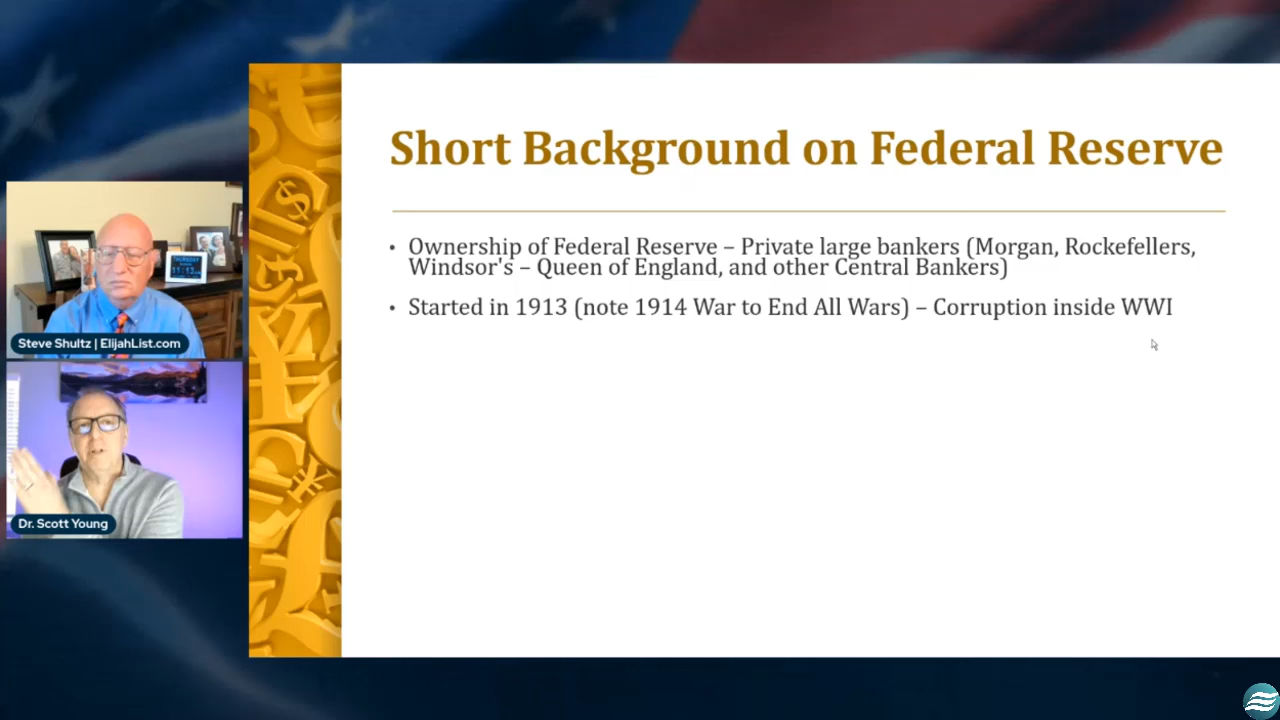 Short Background on Federal Reserve
• Ownership of Federal Reserve – Private large bankers (Morgan, Rockefellers,
Windsor's – Queen of England, and other Central Bankers)
• Started in 1913 (note 1914 War to End All Wars) – Corruption inside WWI
THURSDAY
Steve Shultz | ElijahList.com
Dr. Scott Young